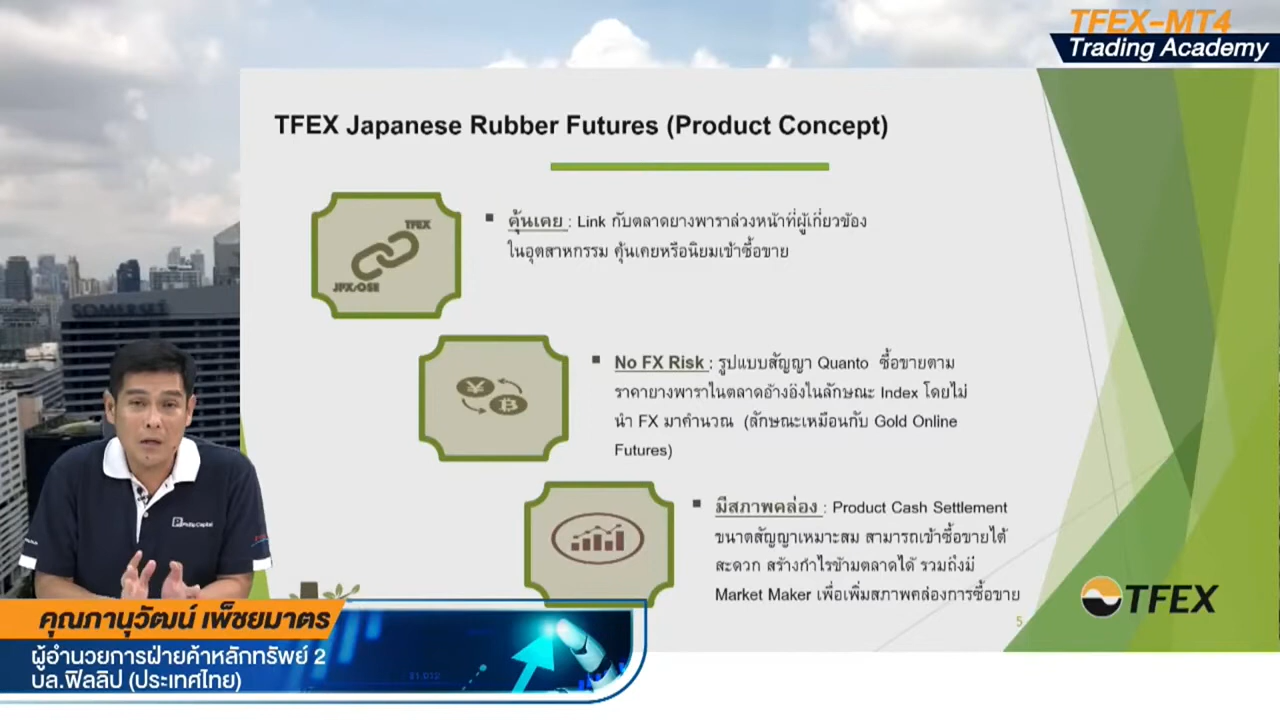 TFEX-MT4
Trading Academy
TFEX Japanese Rubber Futures (Product Concept)
TFEX
JPX/OSE
▪ คุ้นเคย : Link กับตลาดยางพาราล่วงหน้าที่ผู้เกี่ยวข้อง
ในอุตสาหกรรม คุ้นเคยหรือนิยมเข้าซื้อขาย
SOMERSET
▪ No FX Risk : รูปแบบสัญญา Quanto ซื้อขายตาม
ราคายางพาราในตลาดอ้างอิงในลักษณะ Index โดยไม่
นำ FX มาคำนวณ (ลักษณะเหมือนกับ Gold Online
Futures)
▪ มีสภาพคล่อง : Product Cash Settlement
ขนาดสัญญาเหมาะสม สามารถเข้าซื้อขายได้
สะดวก สร้างกำไรข้ามตลาดได้ รวมถึงมี
Market Maker เพื่อเพิ่มสภาพคล่องการซื้อขาย
PhillipCapital
TFEX
5
คุณภานุวัฒน์ เพ็ชยมาตร
ผู้อำนวยการฝ่ายค้าหลักทรัพย์ 2
บล.ฟิลลิป (ประเทศไทย)